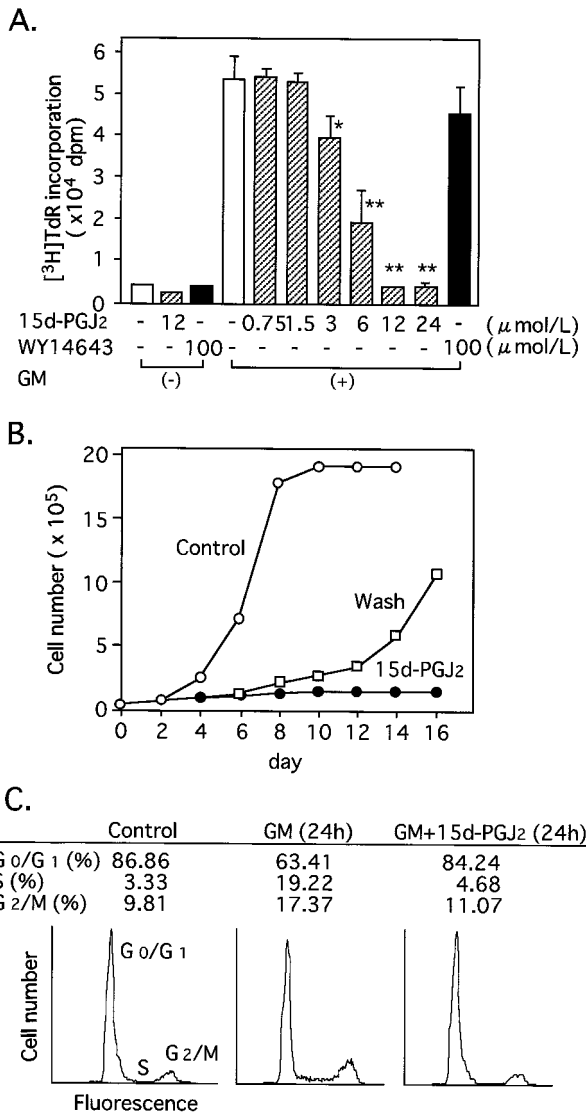 A.
[³H]TdR incorporation
(x10⁴ dpm)
6
5
4
3
2
1
0
*
**
** **
15d-PGJ2 - 12 - - 0.751.5 3 6 12 24 - (μmol/L)
WY14643 - - 100 - - - - - - - 100 (μmol/L)
GM (-) (+)
B.
Cell number ( x 10⁵)
20
15
10
5
0
Control
Wash
15d-PGJ2
0 2 4 6 8 10 12 14 16
day
C.
Control GM (24h) GM+15d-PGJ2 (24h)
G 0/G 1 (%) 86.86 63.41 84.24
S (%) 3.33 19.22 4.68
G 2/M (%) 9.81 17.37 11.07
Cell number
G 0/G 1
S
G 2/M
Fluorescence